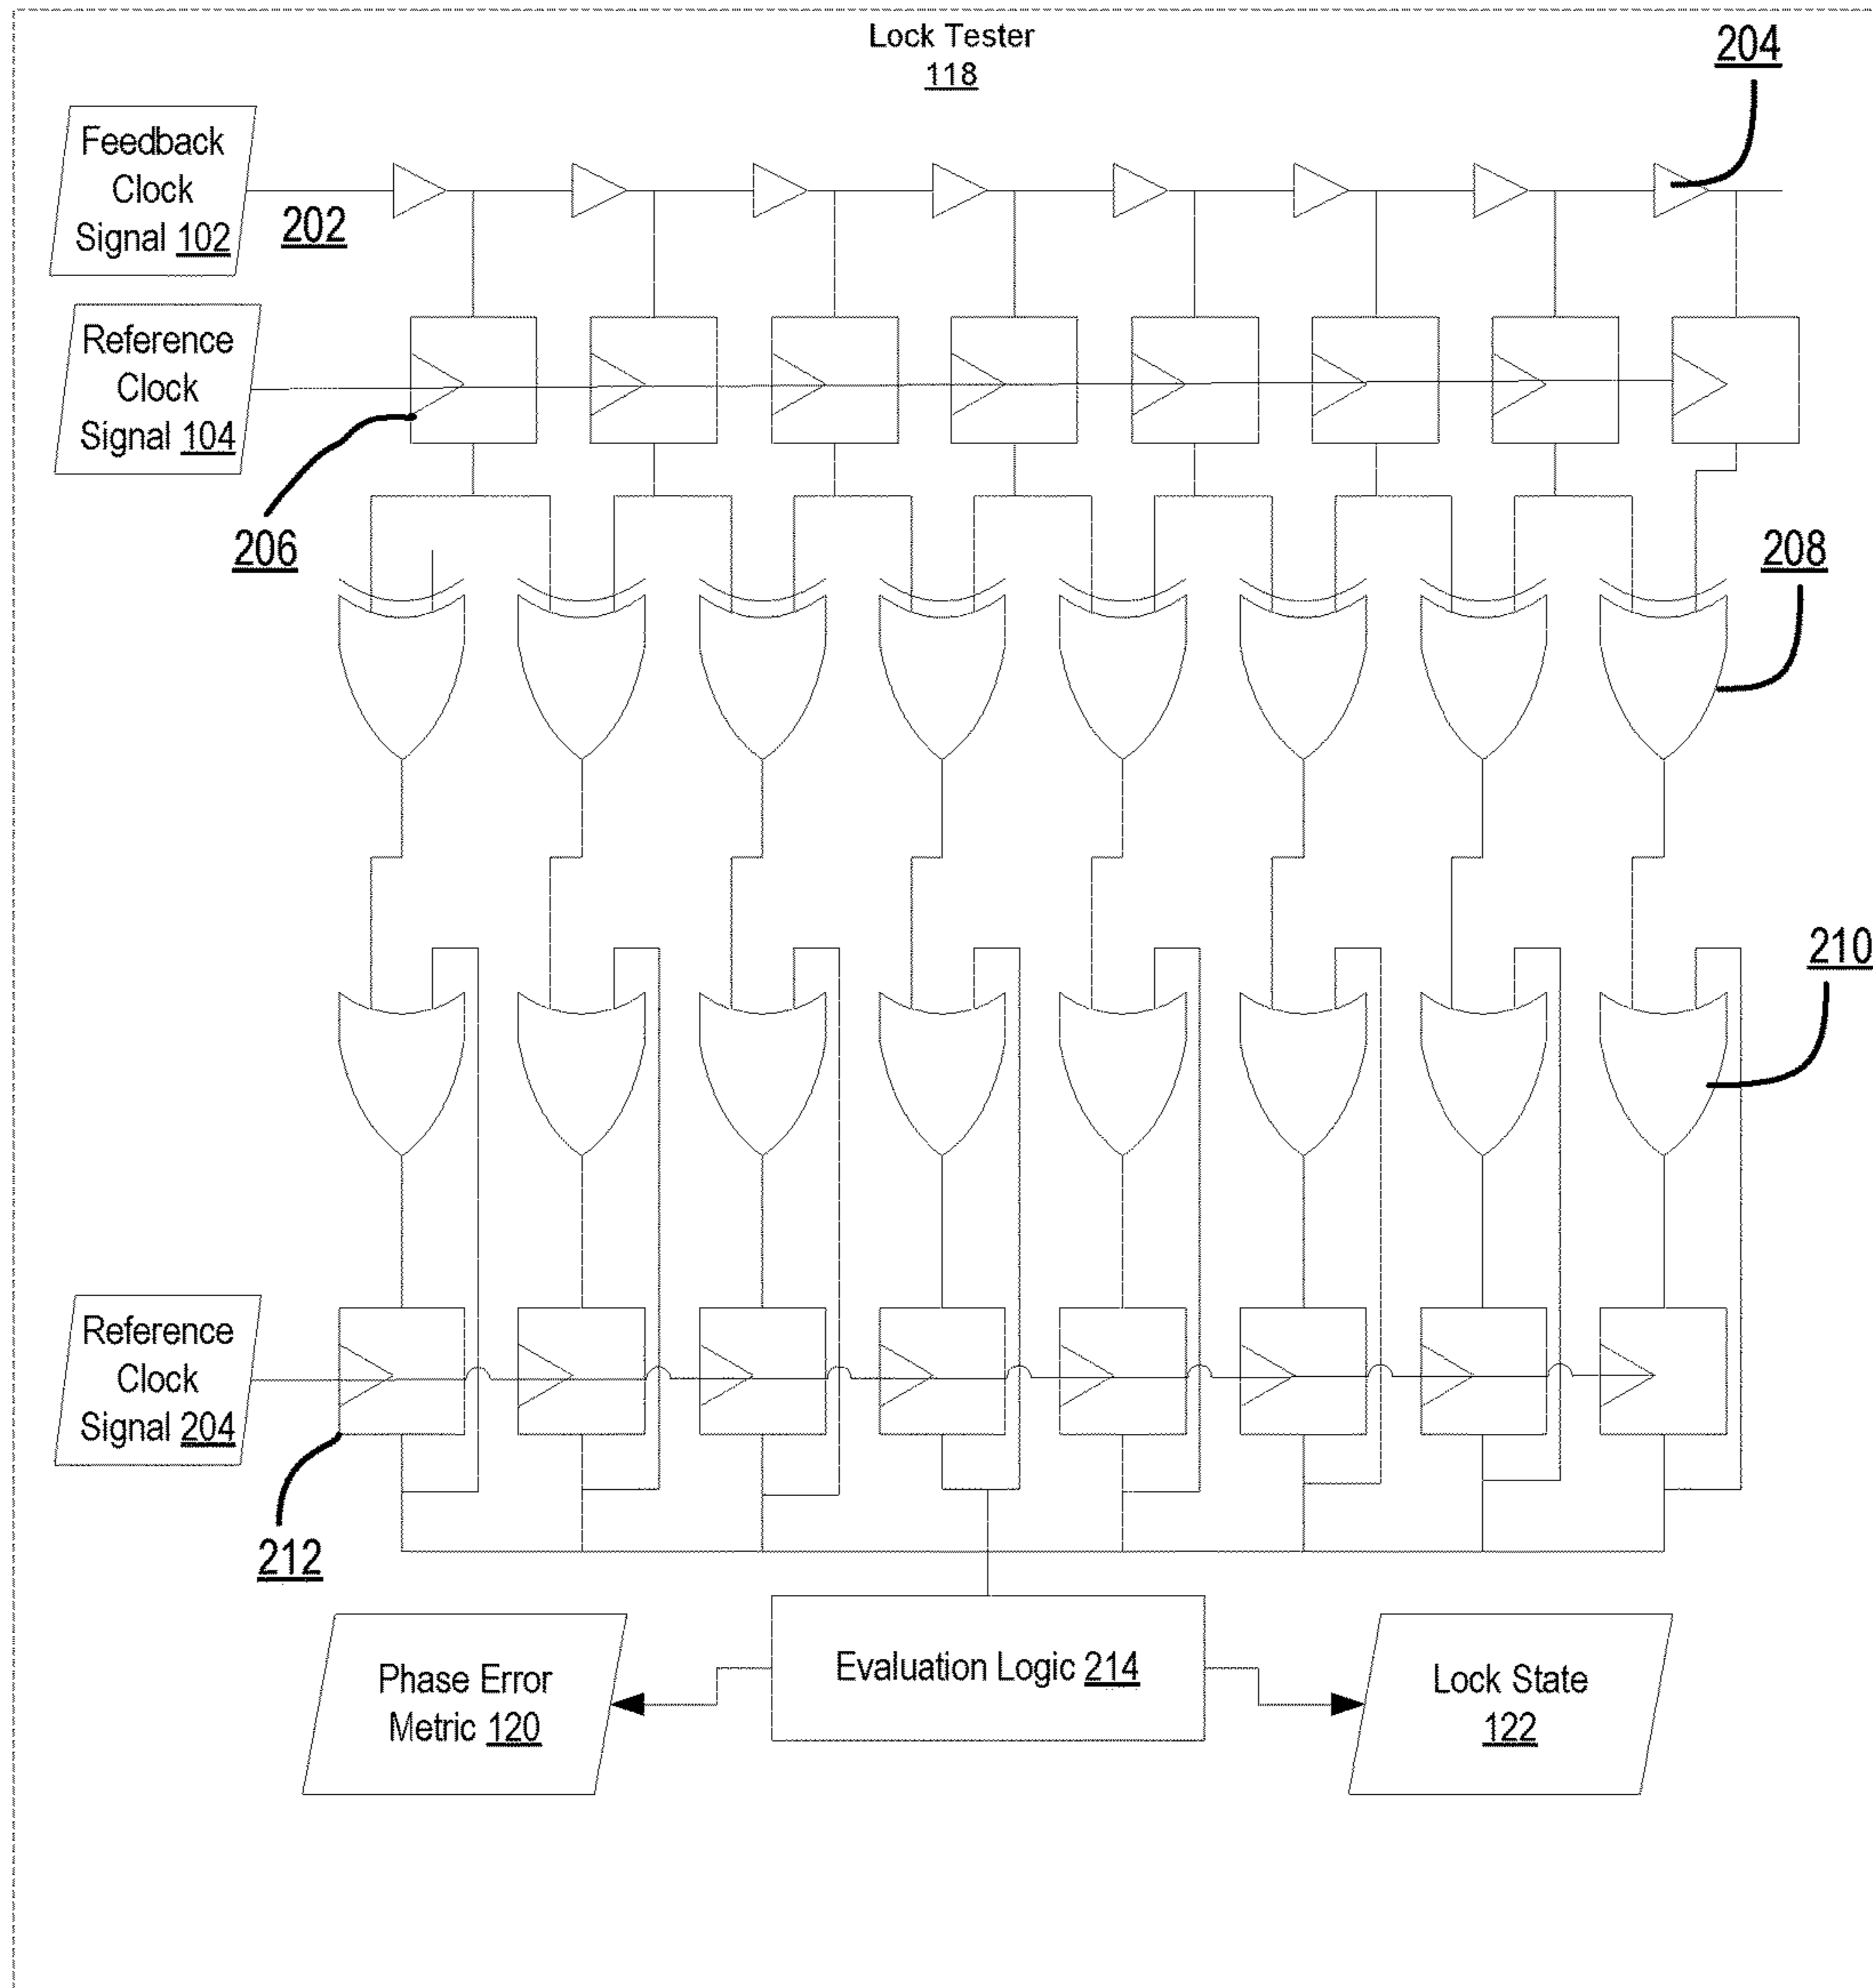 Lock Tester
118
204
Feedback
Clock
Signal 102
202
Reference
Clock
Signal 104
206
208
210
Reference
Clock
Signal 204
212
Evaluation Logic 214
Phase Error
Metric 120
Lock State
122